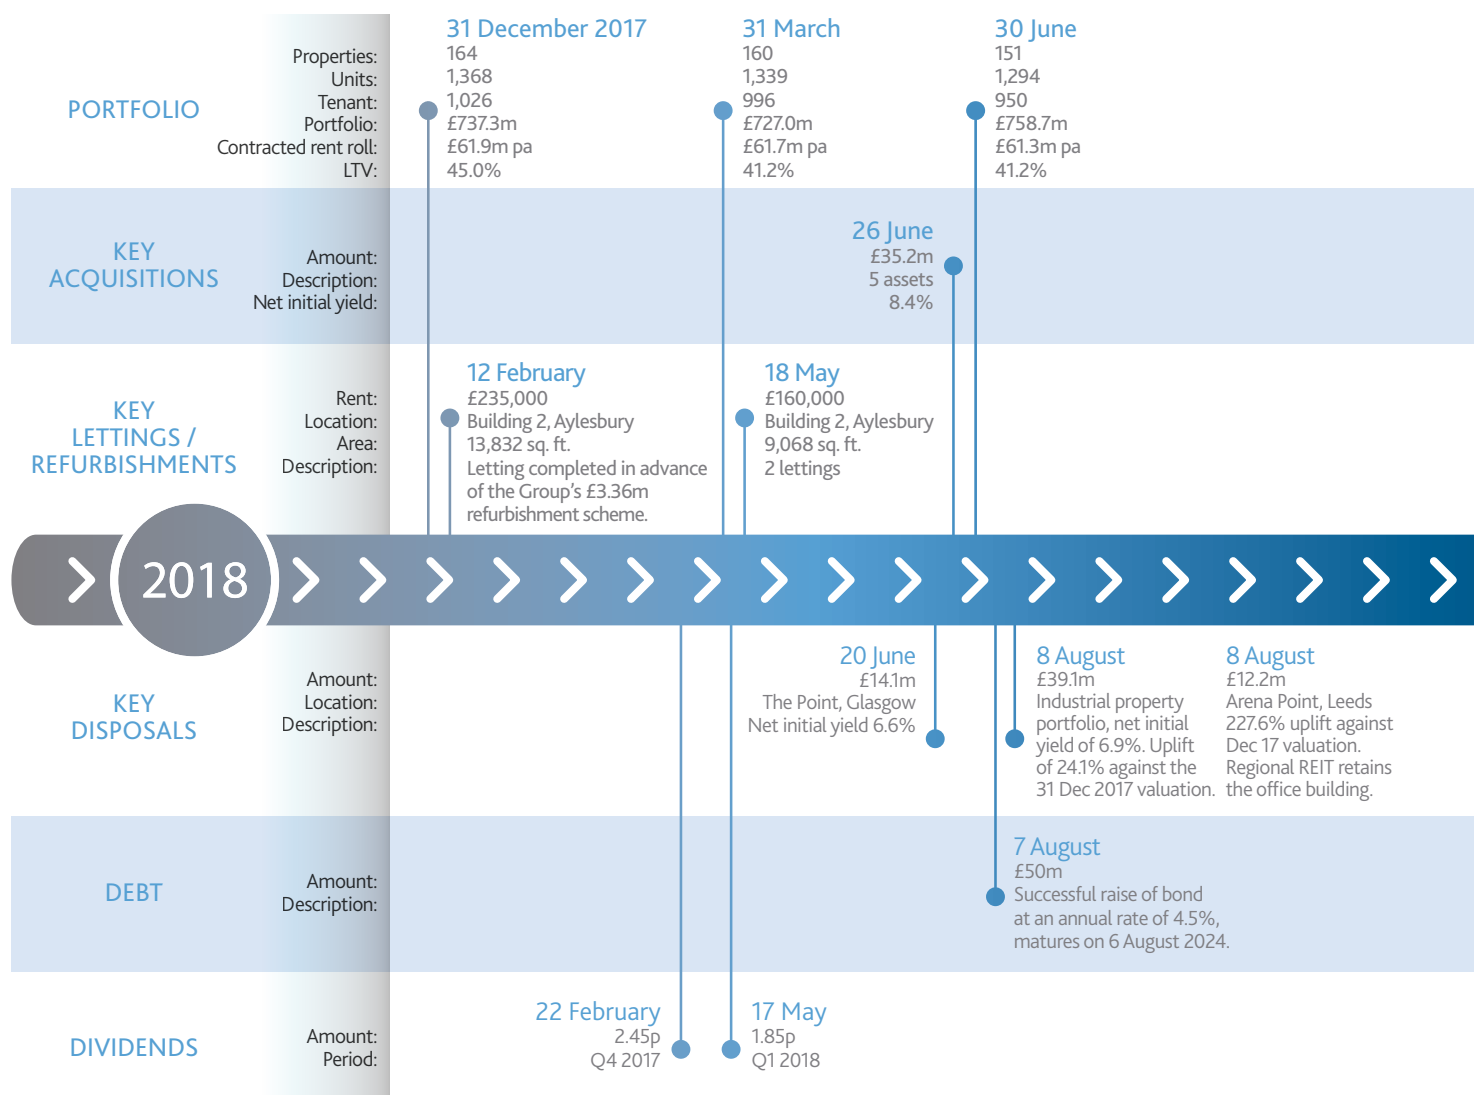 PORTFOLIO
Properties:
Units:
Tenant:
Portfolio:
Contracted rent roll:
LTV:
31 December 2017
164
1,368
1,026
£737.3m
£61.9m pa
45.0%
31 March
160
1,339
996
£727.0m
£61.7m pa
41.2%
30 June
151
1,294
950
£758.7m
£61.3m pa
41.2%
KEY
ACQUISITIONS
Amount:
Description:
Net initial yield:
26 June
£35.2m
5 assets
8.4%
KEY
LETTINGS /
REFURBISHMENTS
Rent:
Location:
Area:
Description:
12 February
£235,000
Building 2, Aylesbury
13,832 sq. ft.
Letting completed in advance
of the Group’s £3.36m
refurbishment scheme.
18 May
£160,000
Building 2, Aylesbury
9,068 sq. ft.
2 lettings
2018
KEY
DISPOSALS
Amount:
Location:
Description:
20 June
£14.1m
The Point, Glasgow
Net initial yield 6.6%
8 August
£39.1m
Industrial property
portfolio, net initial
yield of 6.9%. Uplift
of 24.1% against the
31 Dec 2017 valuation.
8 August
£12.2m
Arena Point, Leeds
227.6% uplift against
Dec 17 valuation.
Regional REIT retains
the office building.
DEBT
Amount:
Description:
7 August
£50m
Successful raise of bond
at an annual rate of 4.5%,
matures on 6 August 2024.
DIVIDENDS
Amount:
Period:
22 February
2.45p
Q4 2017
17 May
1.85p
Q1 2018